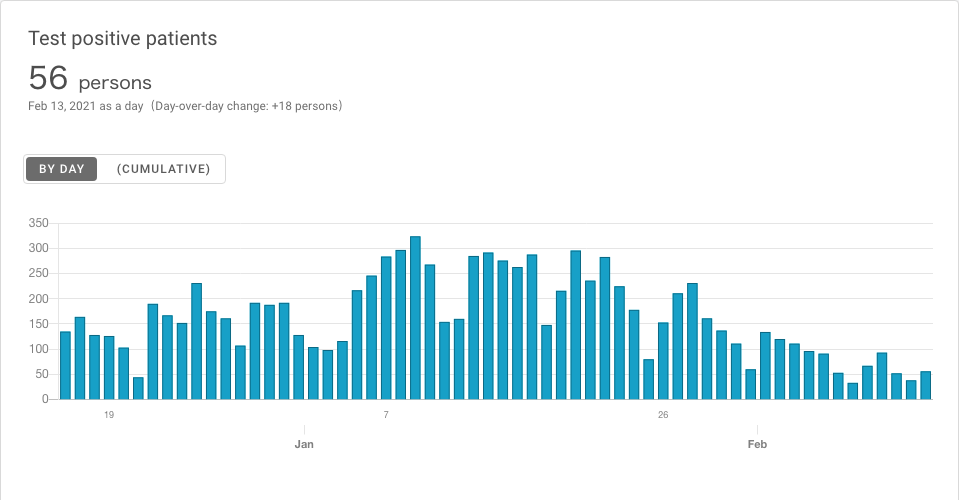 Test positive patients
56 persons
Feb 13, 2021 as a day (Day-over-day change: +18 persons)
BY DAY (CUMULATIVE)
350
300
250
200
150
100
50
0
19 7 26
Jan Feb